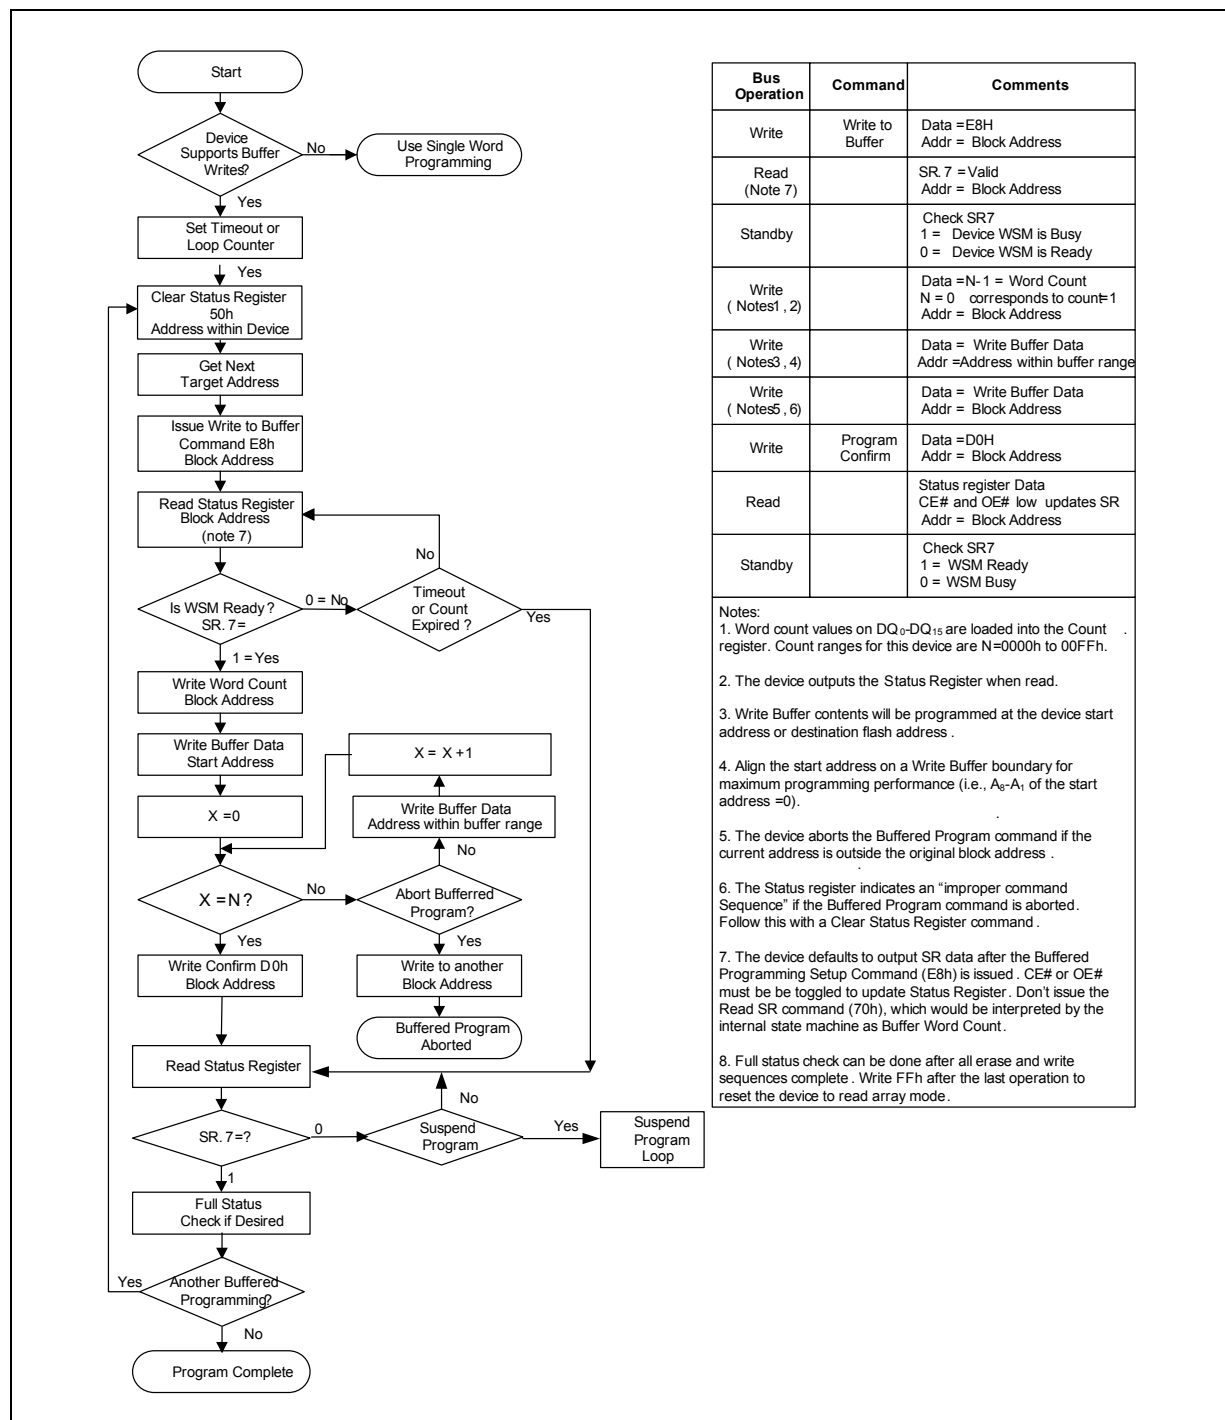 Start
Device
Supports Buffer
Writes?
No
Use Single Word
Programming
Yes
Set Timeout or
Loop Counter
Yes
Clear Status Register
50h
Address within Device
Get Next
Target Address
Issue Write to Buffer
Command E8h
Block Address
Read Status Register
Block Address
(note 7)
No
Is WSM Ready?
SR. 7=
0 = No
Timeout
or Count
Expired ?
Yes
1 = Yes
Write Word Count
Block Address
Write Buffer Data
Start Address
X = X +1
X =0
Write Buffer Data
Address within buffer range
No
X = N ?
No
Abort Bufferred
Program?
Yes
Yes
Write Confirm D0h
Block Address
Write to another
Block Address
Buffered Program
Aborted
Read Status Register
No
SR. 7=?
0
Suspend
Program
Yes
Suspend
Program
Loop
1
Full Status
Check if Desired
Yes
Another Buffered
Programming?
No
Program Complete
Bus
Operation
Command
Comments
Write
Write to
Buffer
Data =E8H
Addr = Block Address
Read
(Note 7)
SR. 7 =Valid
Addr = Block Address
Standby
Check SR7
1 = Device WSM is Busy
0 = Device WSM is Ready
Write
( Notes1 , 2)
Data =N- 1 = Word Count
N = 0 corresponds to count=1
Addr = Block Address
Write
( Notes3 , 4)
Data = Write Buffer Data
Addr =Address within buffer range
Write
( Notes5 , 6)
Data = Write Buffer Data
Addr = Block Address
Write
Program
Confirm
Data =D0H
Addr = Block Address
Read
Status register Data
CE# and OE# low updates SR
Addr = Block Address
Standby
Check SR7
1 = WSM Ready
0 = WSM Busy
Notes:
1. Word count values on DQ0-DQ15 are loaded into the Count .
register. Count ranges for this device are N=0000h to 00FFh.
2. The device outputs the Status Register when read.
3. Write Buffer contents will be programmed at the device start
address or destination flash address .
4. Align the start address on a Write Buffer boundary for
maximum programming performance (i.e., A8-A1 of the start
address =0).
5. The device aborts the Buffered Program command if the
current address is outside the original block address .
6. The Status register indicates an “improper command
Sequence” if the Buffered Program command is aborted.
Follow this with a Clear Status Register command .
7. The device defaults to output SR data after the Buffered
Programming Setup Command (E8h) is issued . CE# or OE#
must be be toggled to update Status Register . Don’t issue the
Read SR command (70h), which would be interpreted by the
internal state machine as Buffer Word Count.
8. Full status check can be done after all erase and write
sequences complete . Write FFh after the last operation to
reset the device to read array mode .